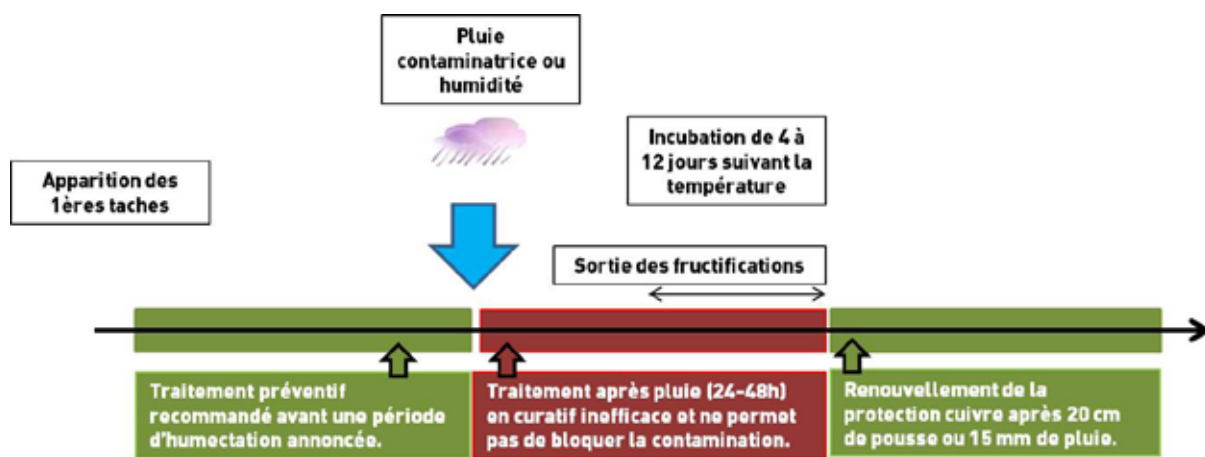 Pluie
contaminatrice ou
humidité
Incubation de 4 à
12 jours suivant la
température
Apparition des
1ères taches
Sortie des fructifications
Traitement préventif
recommandé avant une période
d'humectation annoncée.
Traitement après pluie (24-48h)
en curatif inefficace et ne permet
pas de bloquer la contamination.
Renouvellement de la
protection cuivre après 20 cm
de pousse ou 15 mm de pluie.